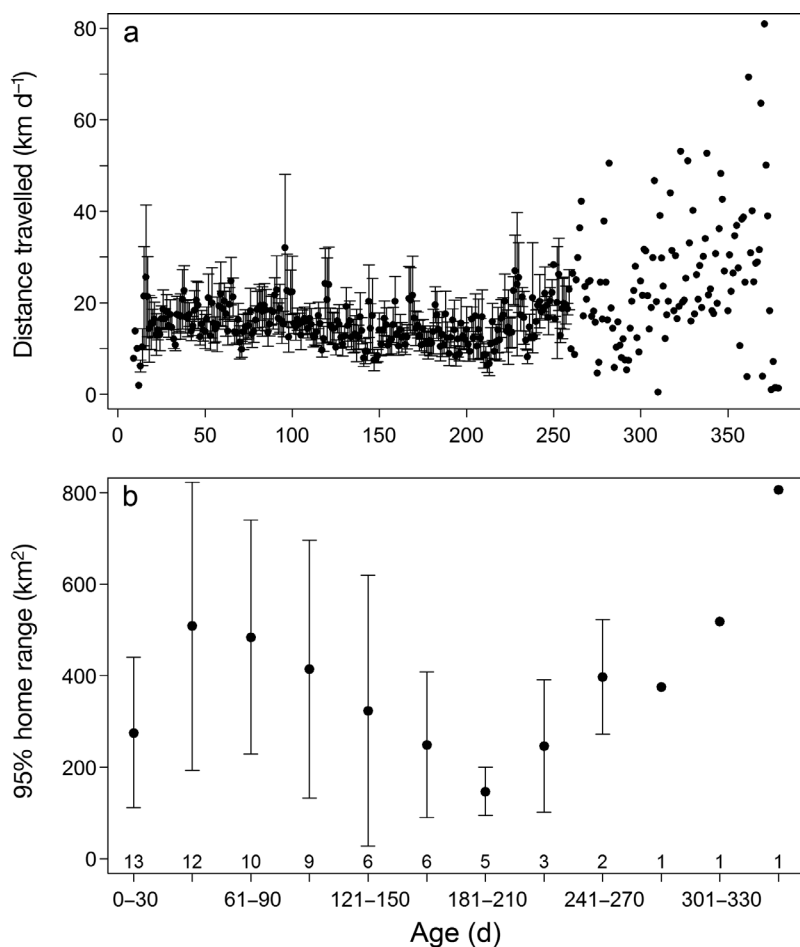 a
Distance travelled (km d⁻¹)
80
60
40
20
0
0 50 100 150 200 250 300 350
b
95% home range (km²)
800
600
400
200
0
13 12 10 9 6 6 5 3 2 1 1 1
0–30 61–90 121–150 181–210 241–270 301–330
Age (d)